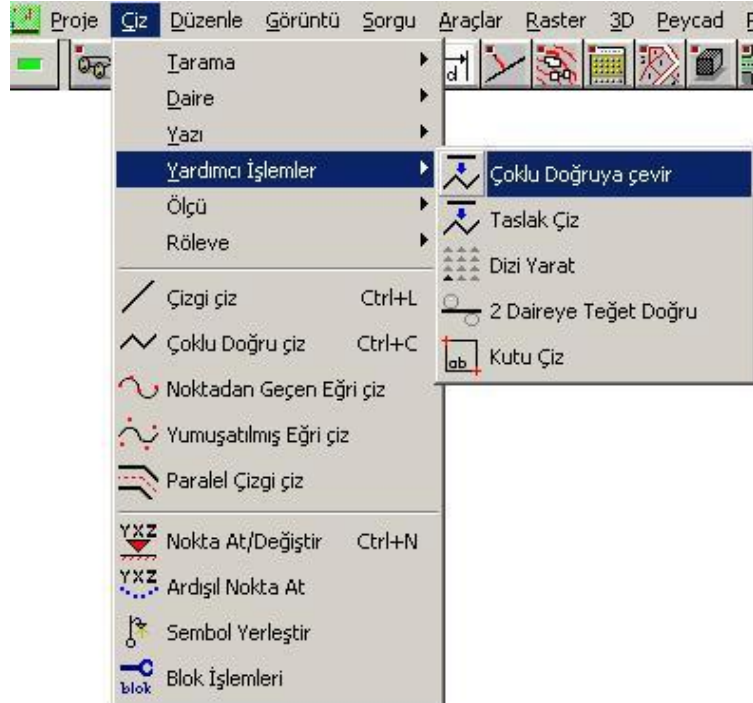 Proje Çiz Düzenle Görüntü Sorgu Araçlar Raster 3D Peycad
d
Tarama
Daire
Yazı
Yardımcı İşlemler
Ölçü
Röleve
Çizgi çiz Ctrl+L
Çoklu Doğru çiz Ctrl+C
Noktadan Geçen Eğri çiz
Yumuşatılmış Eğri çiz
Paralel Çizgi çiz
YXZ Nokta At/Değiştir Ctrl+N
YXZ Ardışıl Nokta At
Sembol Yerleştir
blok Blok İşlemleri
Çoklu Doğruya çevir
Taslak Çiz
Dizi Yarat
2 Daireye Teğet Doğru
ab Kutu Çiz